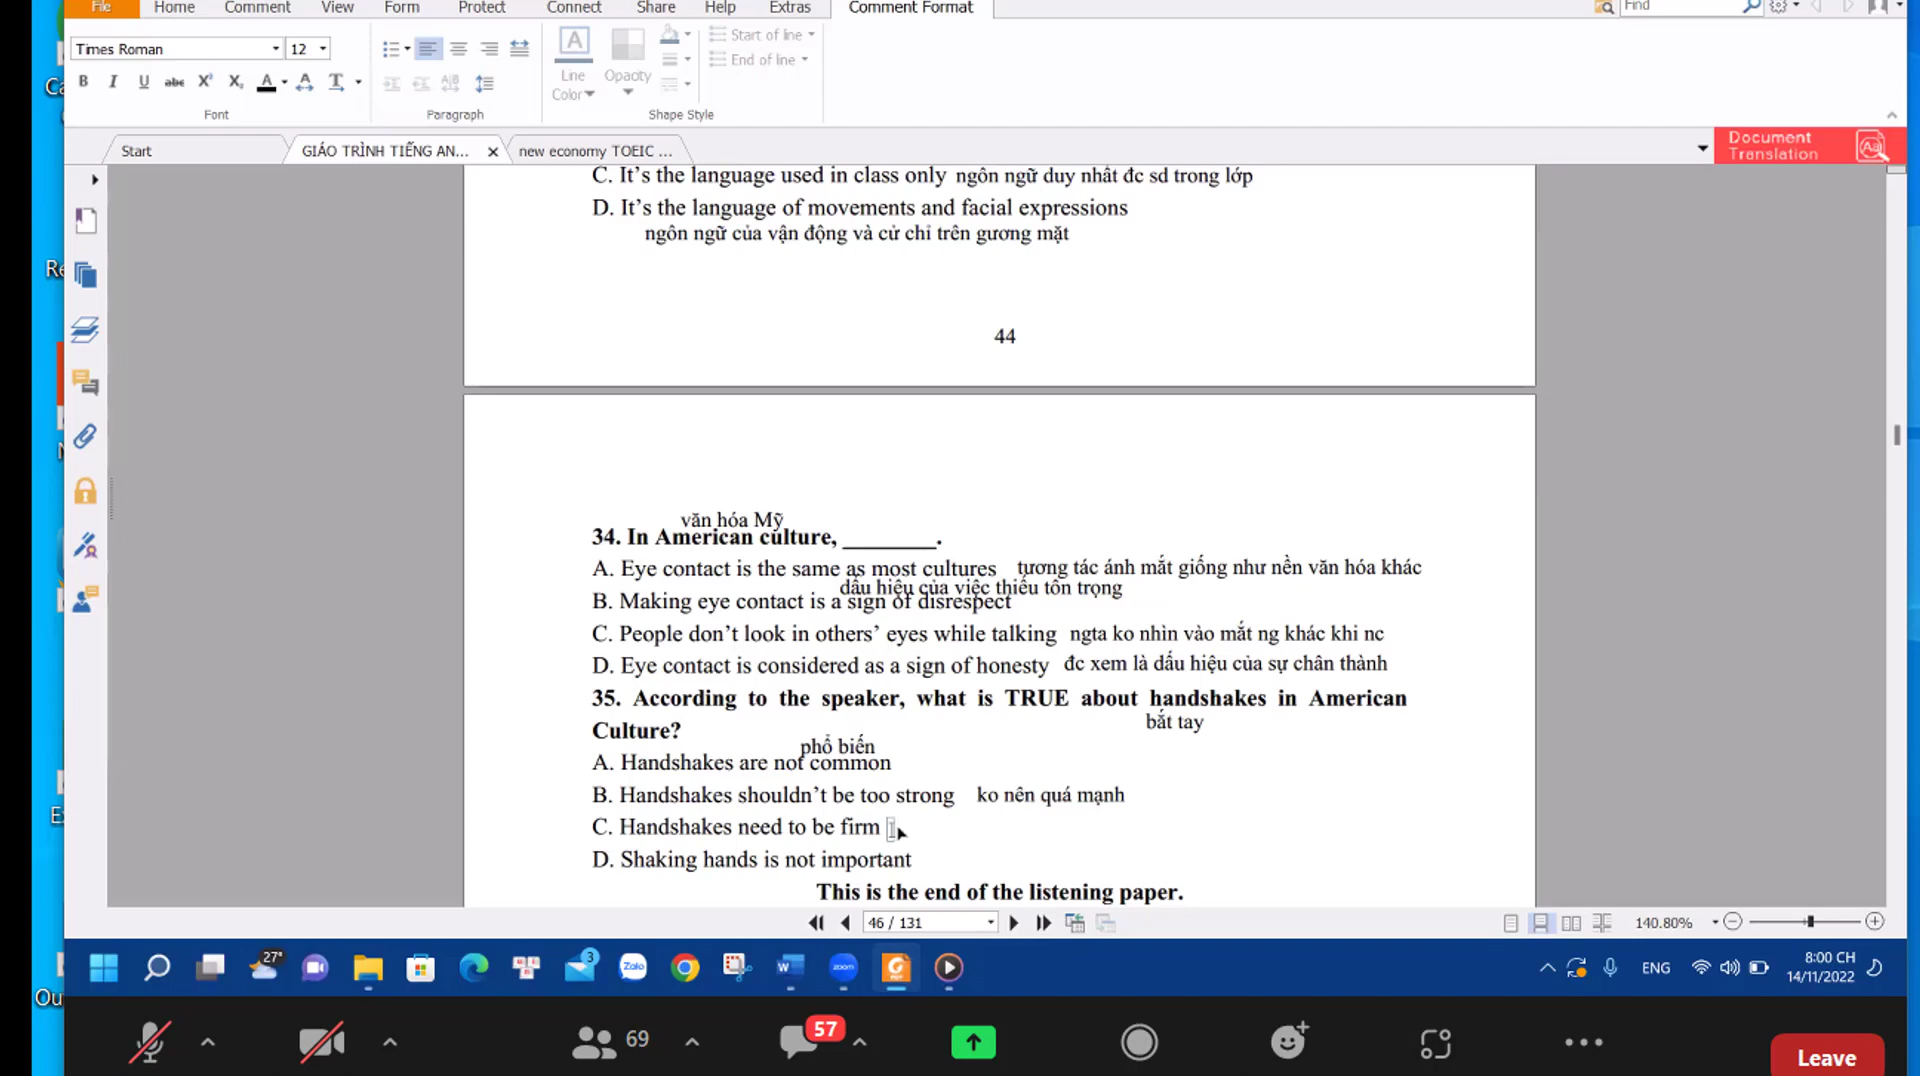 File Home Comment View Form Protect Connect Share Help Extras Comment Format Find
Times Roman 12 Start of line
End of line
B I U abc X² X₂ A A T Line Color Opacity
Font Paragraph Shape Style
Start GIÁO TRÌNH TIẾNG AN... new economy TOEIC ... Document Translation
C. It's the language used in class only ngôn ngữ duy nhất đc sd trong lớp
D. It's the language of movements and facial expressions
ngôn ngữ của vận động và cử chỉ trên gương mặt
44
văn hóa Mỹ
34. In American culture, ________.
A. Eye contact is the same as most cultures tương tác ánh mắt giống như nền văn hóa khác
dấu hiệu của việc thiếu tôn trọng
B. Making eye contact is a sign of disrespect
C. People don't look in others' eyes while talking ngta ko nhìn vào mắt ng khác khi nc
D. Eye contact is considered as a sign of honesty đc xem là dấu hiệu của sự chân thành
35. According to the speaker, what is TRUE about handshakes in American
bắt tay
Culture?
phổ biến
A. Handshakes are not common
B. Handshakes shouldn't be too strong ko nên quá mạnh
C. Handshakes need to be firm
D. Shaking hands is not important
This is the end of the listening paper.
46 / 131 140.80%
27° 3 Zalo zoom ENG 8:00 CH
14/11/2022
69 57 Leave